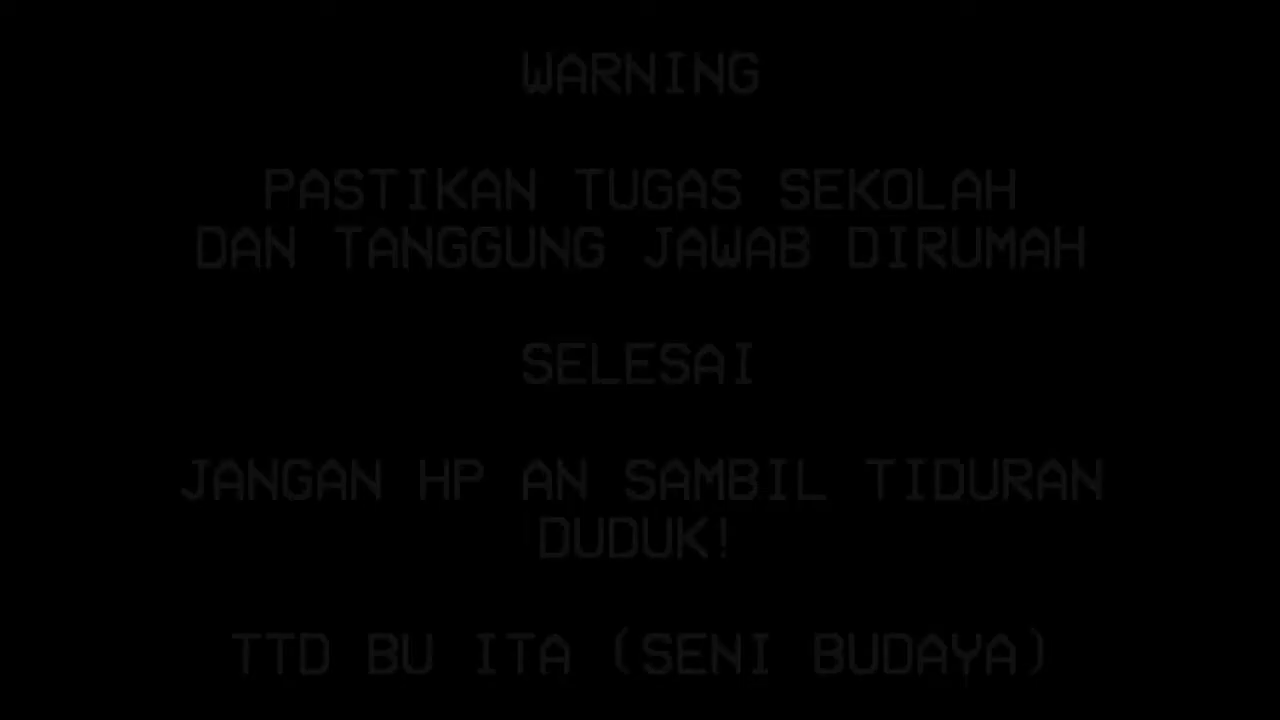 WARNING
PASTIKAN TUGAS SEKOLAH
DAN TANGGUNG JAWAB DIRUMAH
SELESAI
JANGAN HP AN SAMBIL TIDURAN
DUDUK!
TTD BU ITA (SENI BUDAYA)